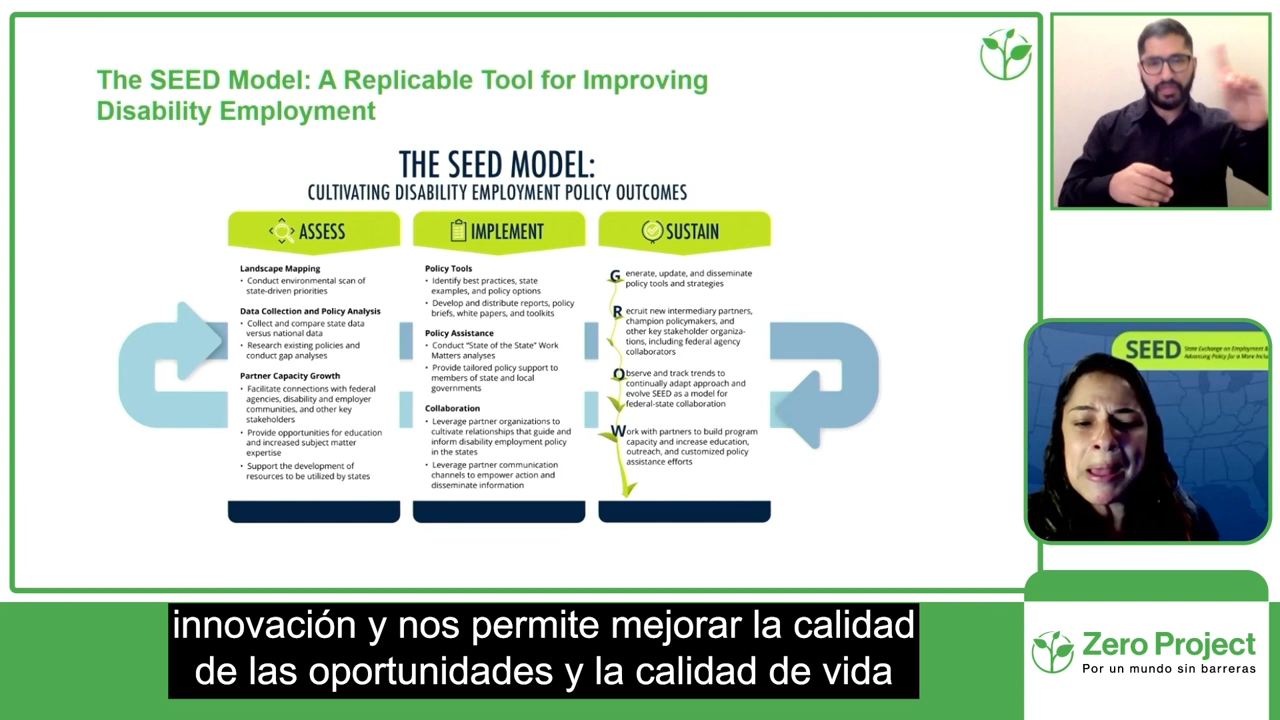 The SEED Model: A Replicable Tool for Improving
Disability Employment
THE SEED MODEL:
CULTIVATING DISABILITY EMPLOYMENT POLICY OUTCOMES
ASSESS
Landscape Mapping
• Conduct environmental scan of
state-driven priorities
Data Collection and Policy Analysis
• Collect and compare state data
versus national data
• Research existing policies and
conduct gap analyses
Partner Capacity Growth
• Facilitate connections with federal
agencies, disability and employer
communities, and other key
stakeholders
• Provide opportunities for education
and increased subject matter
expertise
• Support the development of
resources to be utilized by states
IMPLEMENT
Policy Tools
• Identify best practices, state
examples, and policy options
• Develop and distribute reports, policy
briefs, white papers, and toolkits
Policy Assistance
• Conduct “State of the State” Work
Matters analyses
• Provide tailored policy support to
members of state and local
governments
Collaboration
• Leverage partner organizations to
cultivate relationships that guide and
inform disability employment policy
in the states
• Leverage partner communication
channels to empower action and
disseminate information
SUSTAIN
Generate, update, and disseminate
policy tools and strategies
Recruit new intermediary partners,
champion policymakers, and
other key stakeholder organiza-
tions, including federal agency
collaborators
Observe and track trends to
continually adapt approach and
evolve SEED as a model for
federal-state collaboration
Work with partners to build program
capacity and increase education,
outreach, and customized policy
assistance efforts
SEED
State Exchange on Employment &
Advancing Policy for a More
innovación y nos permite mejorar la calidad
de las oportunidades y la calidad de vida
Zero Project
Por un mundo sin barreras